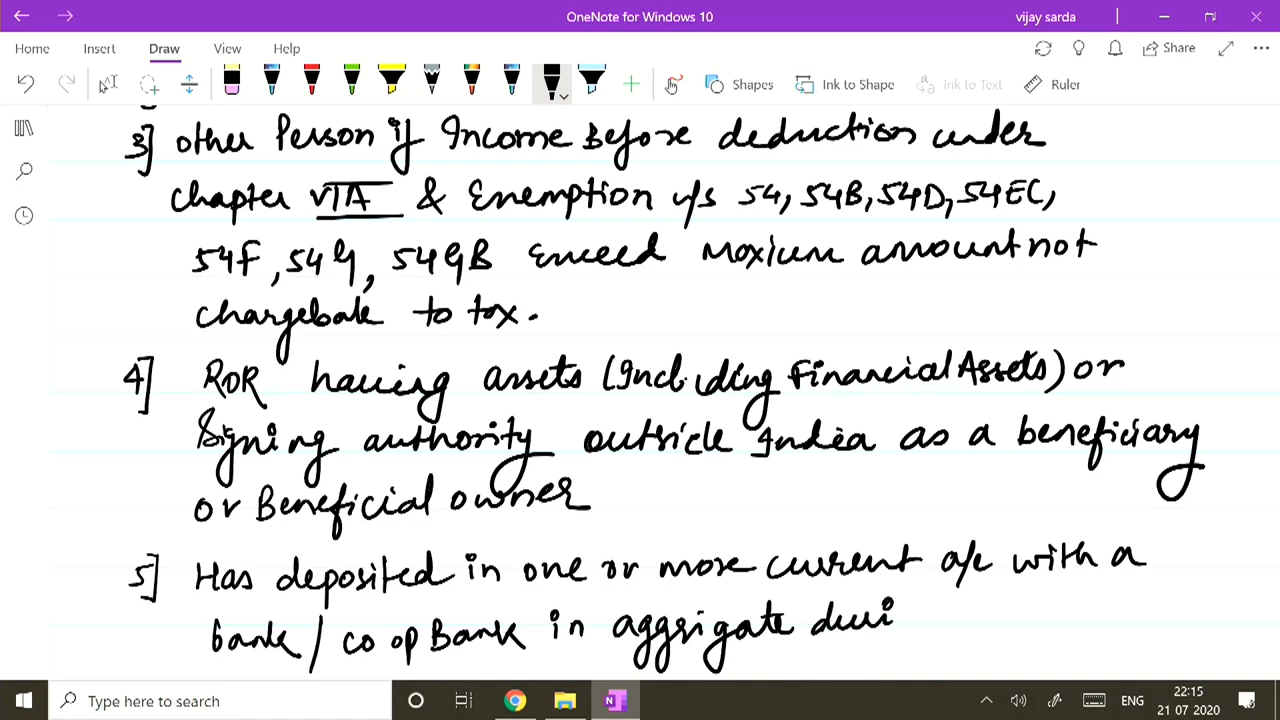 OneNote for Windows 10
vijay sarda
Home Insert Draw View Help
Share
Shapes Ink to Shape Ink to Text Ruler
3] other Person if Income Before deduction under
chapter VIA & Exemption u/s 54, 54B, 54D, 54EC,
54F, 54G, 54GB Exceed Moxium amount not
chargebale to tax.
4] ROR having assets (Including Financial Assets) or
Signing authority outside India as a beneficiary
or Beneficial owner
5] Has deposited in one or more current a/c with a
bank / co op Bank in aggrigate duri
Type here to search
ENG
22:15
21 07 2020